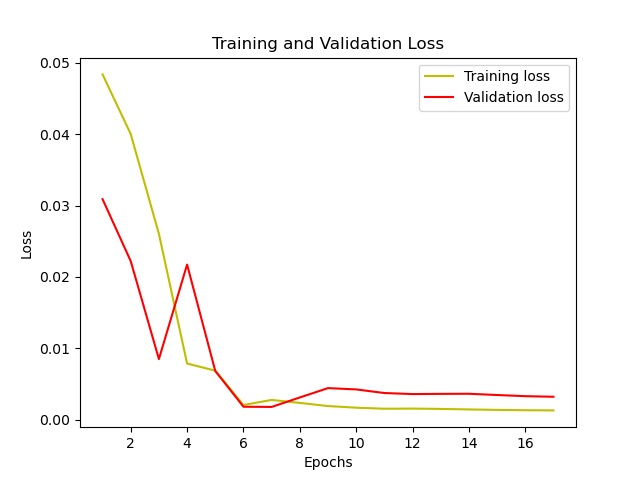 Training and Validation Loss
0.05
0.04
0.03
0.02
0.01
0.00
Loss
Training loss
Validation loss
2 4 6 8 10 12 14 16
Epochs